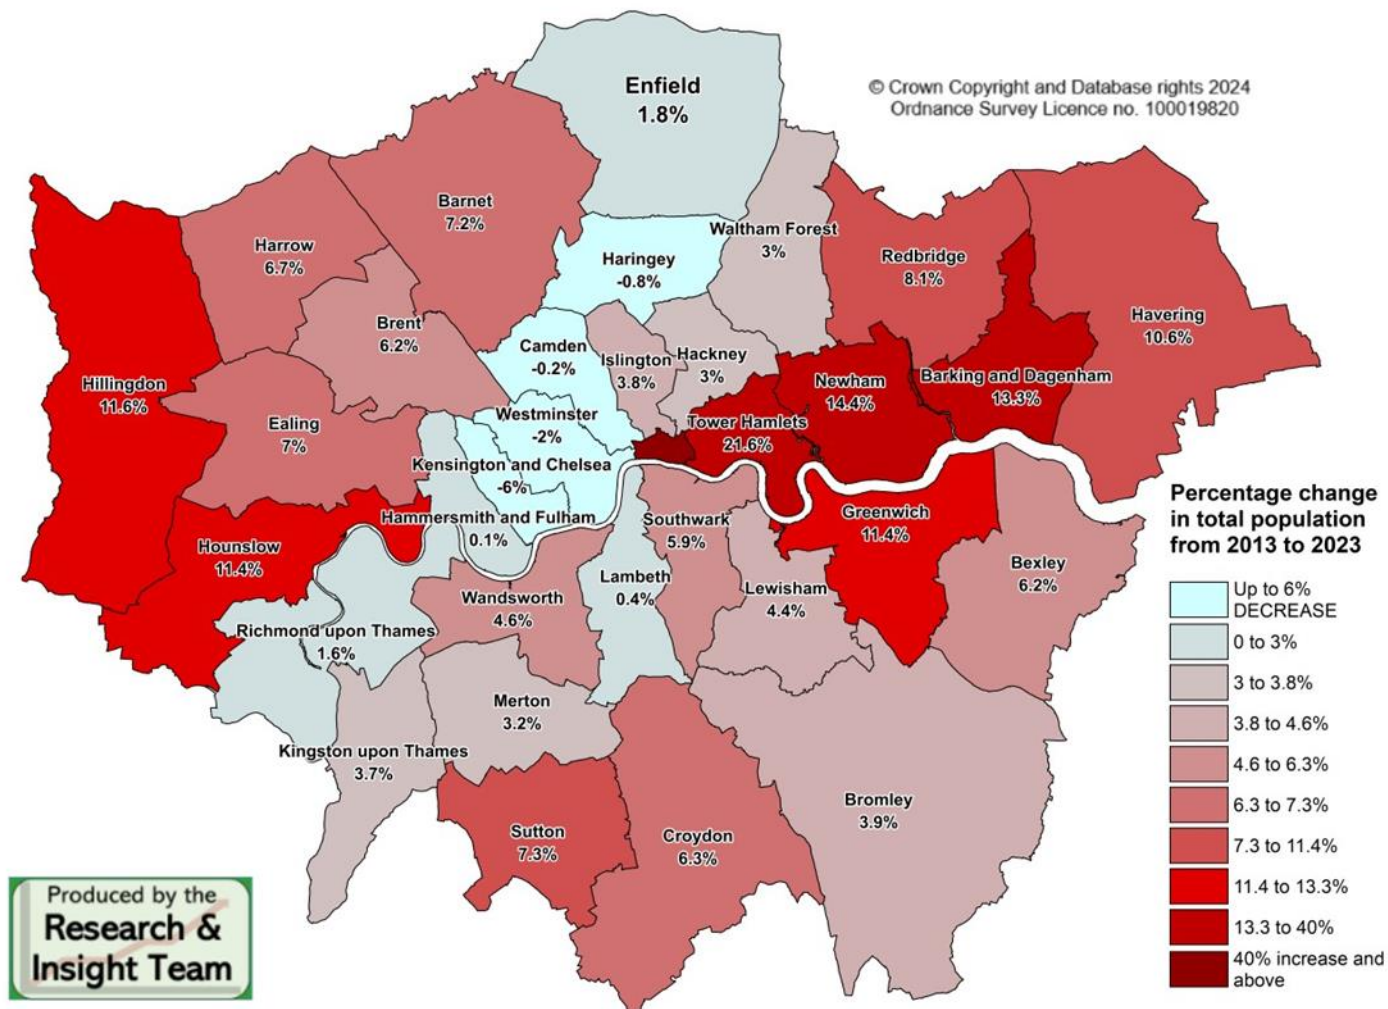 Enfield
1.8%
© Crown Copyright and Database rights 2024
Ordnance Survey Licence no. 100019820
Barnet
7.2%
Harrow
6.7%
Haringey
-0.8%
Waltham Forest
3%
Redbridge
8.1%
Havering
10.6%
Brent
6.2%
Camden
-0.2%
Islington
3.8%
Hackney
3%
Hillingdon
11.6%
Newham
14.4%
Barking and Dagenham
13.3%
Ealing
7%
Westminster
-2%
Tower Hamlets
21.6%
Kensington and Chelsea
-6%
Hammersmith and Fulham
0.1%
Southwark
5.9%
Greenwich
11.4%
Hounslow
11.4%
Bexley
6.2%
Lambeth
0.4%
Lewisham
4.4%
Wandsworth
4.6%
Richmond upon Thames
1.6%
Merton
3.2%
Kingston upon Thames
3.7%
Bromley
3.9%
Sutton
7.3%
Croydon
6.3%
Percentage change
in total population
from 2013 to 2023
Up to 6%
DECREASE
0 to 3%
3 to 3.8%
3.8 to 4.6%
4.6 to 6.3%
6.3 to 7.3%
7.3 to 11.4%
11.4 to 13.3%
13.3 to 40%
40% increase and
above
Produced by the
Research &
Insight Team